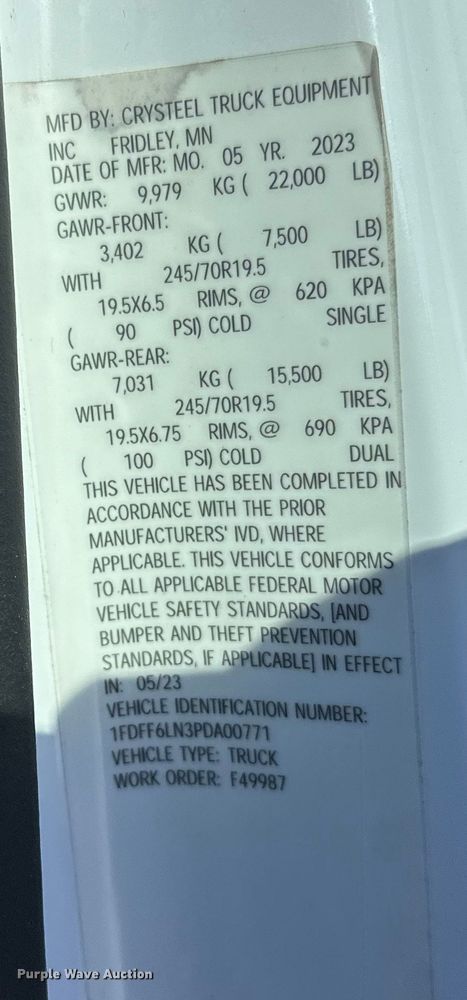 MFD BY: CRYSTEEL TRUCK EQUIPMENT
INC FRIDLEY, MN
DATE OF MFR: MO. 05 YR. 2023
GVWR: 9,979 KG ( 22,000 LB)
GAWR-FRONT:
3,402 KG ( 7,500 LB)
WITH 245/70R19.5 TIRES,
19.5X6.5 RIMS, @ 620 KPA
( 90 PSI) COLD SINGLE
GAWR-REAR:
7,031 KG ( 15,500 LB)
WITH 245/70R19.5 TIRES,
19.5X6.75 RIMS, @ 690 KPA
( 100 PSI) COLD DUAL
THIS VEHICLE HAS BEEN COMPLETED IN
ACCORDANCE WITH THE PRIOR
MANUFACTURERS' IVD, WHERE
APPLICABLE. THIS VEHICLE CONFORMS
TO ALL APPLICABLE FEDERAL MOTOR
VEHICLE SAFETY STANDARDS, [AND
BUMPER AND THEFT PREVENTION
STANDARDS, IF APPLICABLE] IN EFFECT
IN: 05/23
VEHICLE IDENTIFICATION NUMBER:
1FDFF6LN3PDA00771
VEHICLE TYPE: TRUCK
WORK ORDER: F49987
Purple Wave Auction